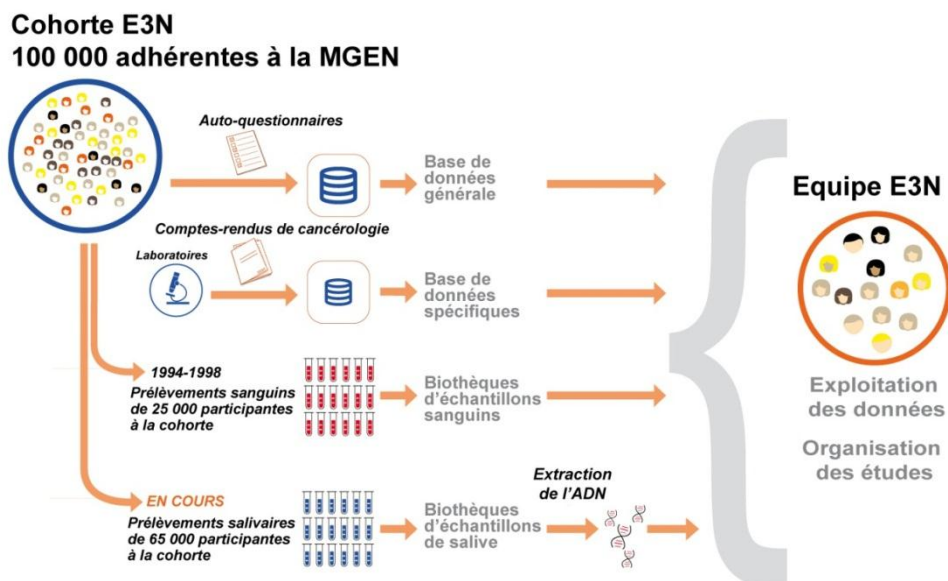 Cohorte E3N
100 000 adhérentes à la MGEN
Auto-questionnaires
Base de
données
générale
Comptes-rendus de cancérologie
Laboratoires
Base de
données
spécifiques
1994-1998
Prélèvements sanguins
de 25 000 participantes
à la cohorte
Biothèques
d'échantillons
sanguins
EN COURS
Prélèvements salivaires
de 65 000 participantes
à la cohorte
Biothèques
d'échantillons
de salive
Extraction
de l'ADN
Equipe E3N
Exploitation
des données
Organisation
des études